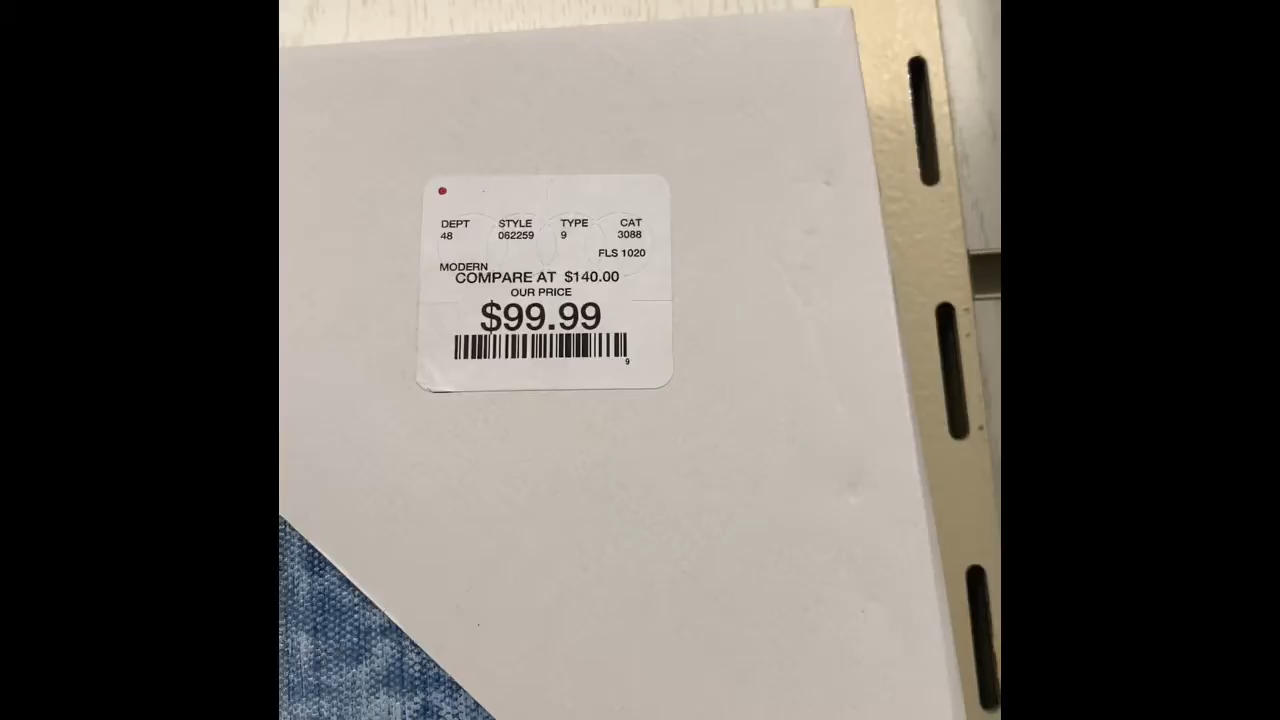 DEPT STYLE TYPE CAT
48 062259 9 3088
FLS 1020
MODERN
COMPARE AT $140.00
OUR PRICE
$99.99
9